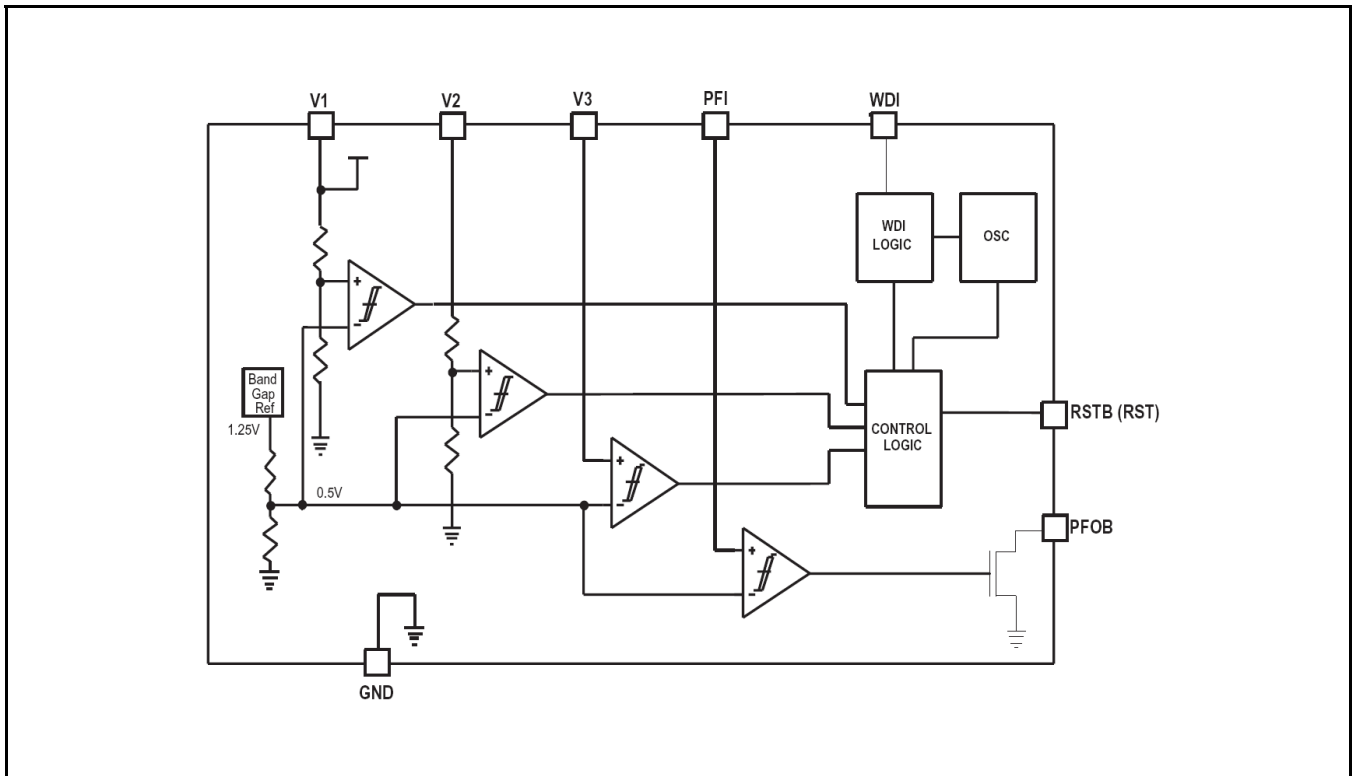 V1
V2
V3
PFI
WDI
+
-
WDI
LOGIC
OSC
+
-
Band
Gap
Ref
1.25V
0.5V
CONTROL
LOGIC
RSTB (RST)
+
-
PFOB
+
-
GND